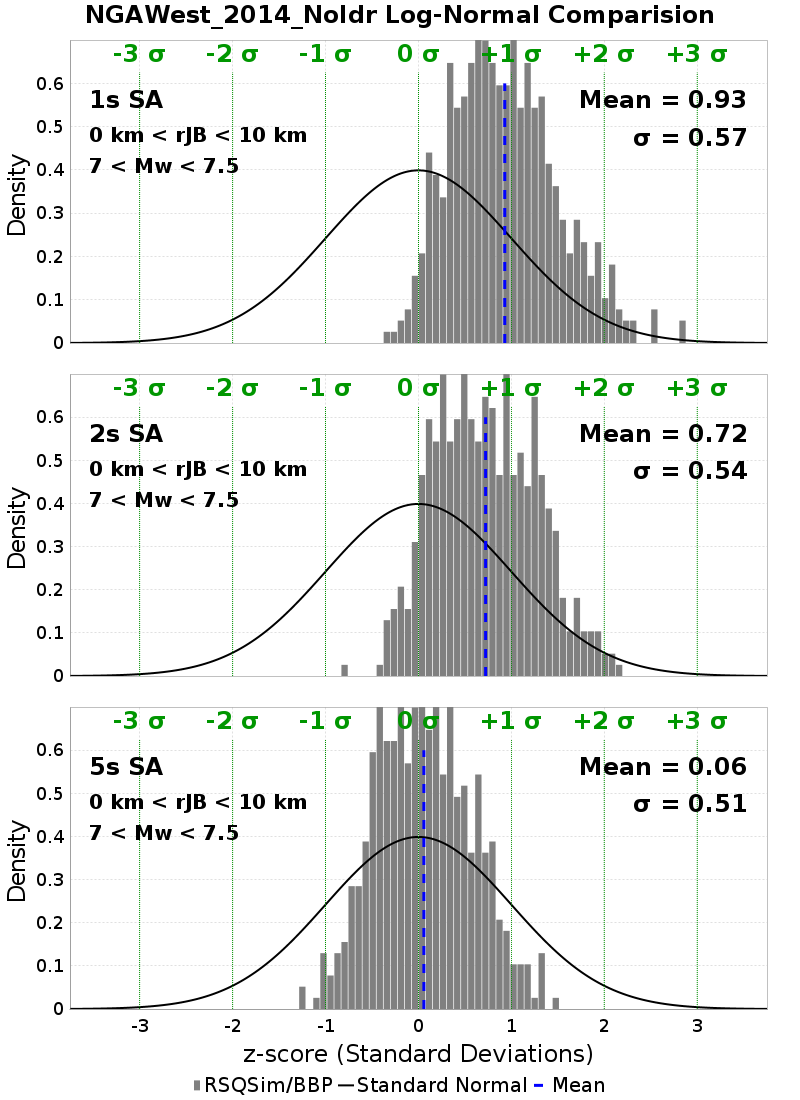 NGAWest_2014_NoIdr Log-Normal Comparision
-3 σ -2 σ -1 σ 0 σ +1 σ +2 σ +3 σ
1s SA
Mean = 0.93
0 km < rJB < 10 km
σ = 0.57
7 < Mw < 7.5
Density
0.6
0.5
0.4
0.3
0.2
0.1
0
-3 σ -2 σ -1 σ 0 σ +1 σ +2 σ +3 σ
2s SA
Mean = 0.72
0 km < rJB < 10 km
σ = 0.54
7 < Mw < 7.5
Density
0.6
0.5
0.4
0.3
0.2
0.1
0
-3 σ -2 σ -1 σ 0 σ +1 σ +2 σ +3 σ
5s SA
Mean = 0.06
0 km < rJB < 10 km
σ = 0.51
7 < Mw < 7.5
Density
0.6
0.5
0.4
0.3
0.2
0.1
0
-3 -2 -1 0 1 2 3
z-score (Standard Deviations)
RSQSim/BBP Standard Normal Mean